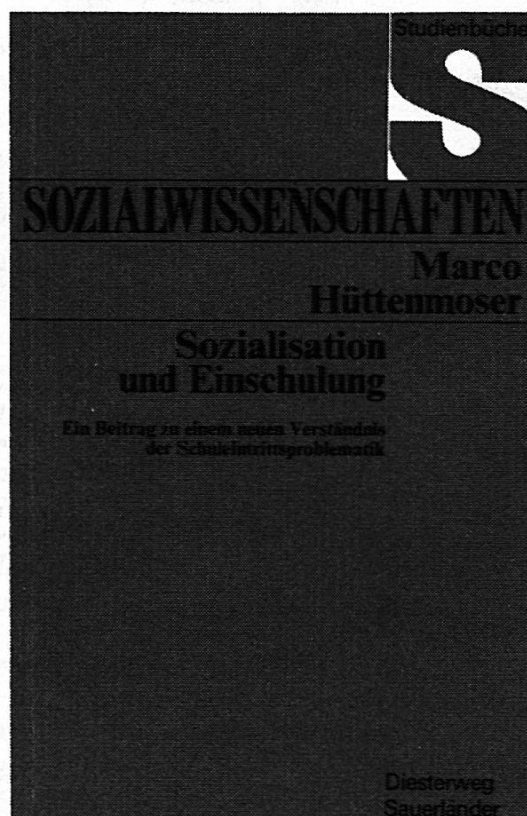 Studienbücher
S
SOZIALWISSENSCHAFTEN
Marco
Hüttenmoser
Sozialisation
und Einschulung
Ein Beitrag zu einem neuen Verständnis
der Schuleintrittsproblematik
Diesterweg
Sauerländer